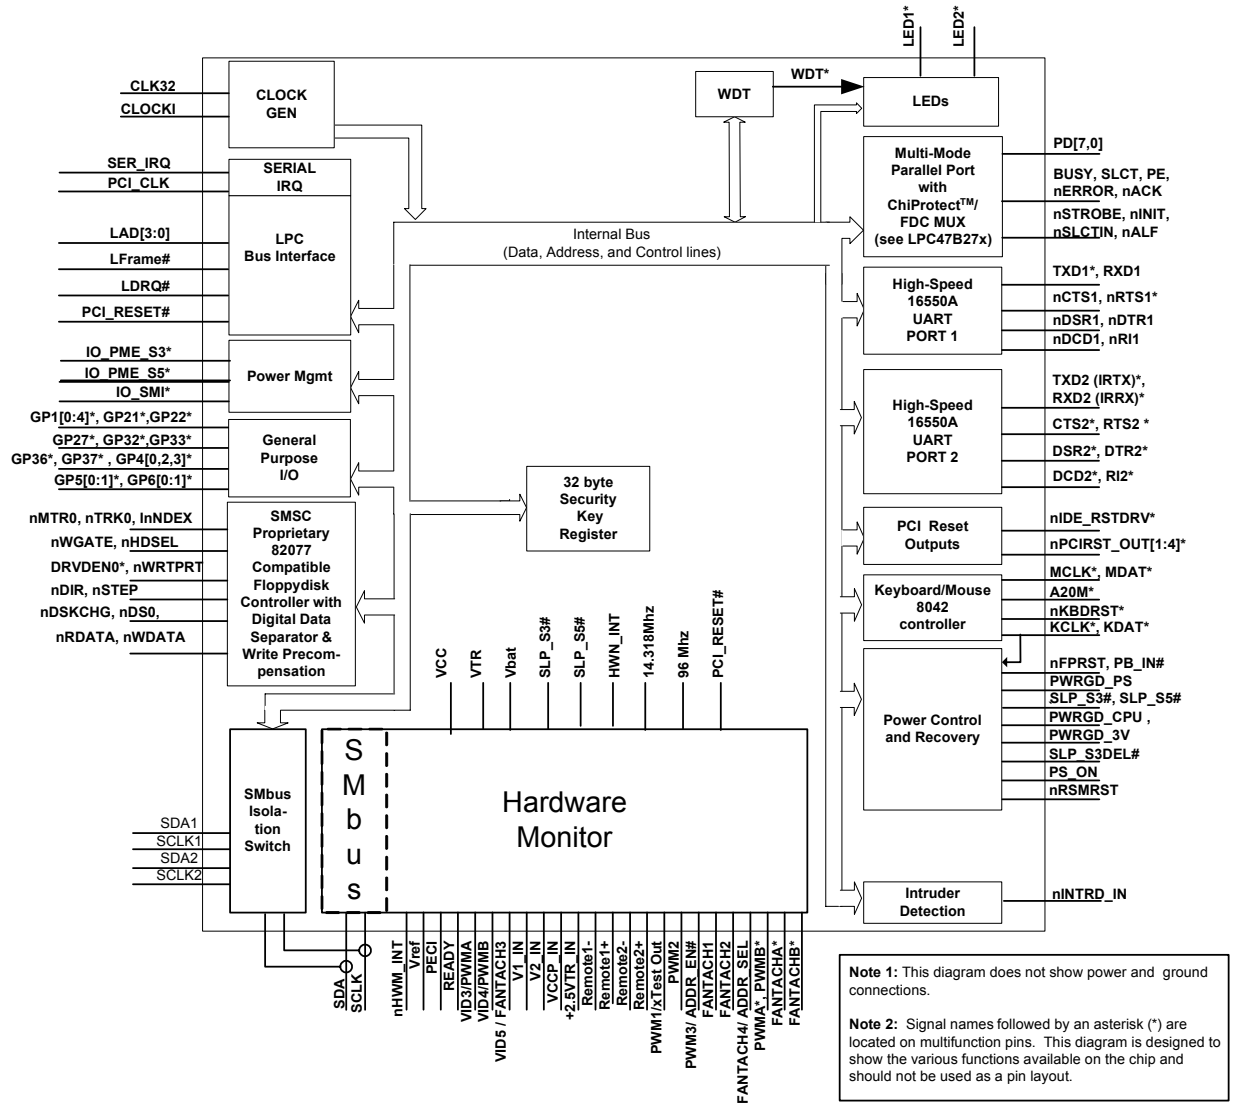 LED1*
LED2*
CLK32
CLOCKI
CLOCK
GEN
WDT
WDT*
LEDs
SER_IRQ
PCI_CLK
SERIAL
IRQ
LAD[3:0]
LFrame#
LDRQ#
PCI_RESET#
LPC
Bus Interface
Internal Bus
(Data, Address, and Control lines)
Multi-Mode
Parallel Port
with
ChiProtect™/
FDC MUX
(see LPC47B27x)
PD[7,0]
BUSY, SLCT, PE,
nERROR, nACK
nSTROBE, nINIT,
nSLCTIN, nALF
High-Speed
16550A
UART
PORT 1
TXD1*, RXD1
nCTS1, nRTS1*
nDSR1, nDTR1
nDCD1, nRI1
IO_PME_S3*
IO_PME_S5*
IO_SMI*
Power Mgmt
GP1[0:4]*, GP21*,GP22*
GP27*, GP32*,GP33*
GP36*, GP37* , GP4[0,2,3]*
GP5[0:1]*, GP6[0:1]*
General
Purpose
I/O
High-Speed
16550A
UART
PORT 2
TXD2 (IRTX)*,
RXD2 (IRRX)*
CTS2*, RTS2 *
DSR2*, DTR2*
DCD2*, RI2*
32 byte
Security
Key
Register
nMTR0, nTRK0, InNDEX
nWGATE, nHDSEL
DRVDEN0*, nWRTPRT
nDIR, nSTEP
nDSKCHG, nDS0,
nRDATA, nWDATA
SMSC
Proprietary
82077
Compatible
Floppydisk
Controller with
Digital Data
Separator &
Write Precom-
pensation
PCI Reset
Outputs
nIDE_RSTDRV*
nPCIRST_OUT[1:4]*
Keyboard/Mouse
8042
controller
MCLK*, MDAT*
A20M*
nKBDRST*
KCLK*, KDAT*
Power Control
and Recovery
nFPRST, PB_IN#
PWRGD_PS
SLP_S3#, SLP_S5#
PWRGD_CPU ,
PWRGD_3V
SLP_S3DEL#
PS_ON
nRSMRST
VCC
VTR
Vbat
SLP_S3#
SLP_S5#
HWN_INT
14.318Mhz
96 Mhz
PCI_RESET#
SMbus
Isola-
tion
Switch
SDA1
SCLK1
SDA2
SCLK2
S
M
b
u
s
Hardware
Monitor
Intruder
Detection
nINTRD_IN
SDA
SCLK
nHWM_INT
Vref
PECI
READY
VID3/PWMA
VID4/PWMB
VID5 / FANTACH3
V1_IN
V2_IN
VCCP_IN
+2.5VTR_IN
Remote1-
Remote1+
Remote2-
Remote2+
PWM1/xTest Out
PWM2
PWM3/ ADDR_EN#
FANTACH1
FANTACH2
FANTACH4/ ADDR_SEL
PWMA*, PWMB*
FANTACHA*
FANTACHB*
Note 1: This diagram does not show power and ground
connections.
Note 2: Signal names followed by an asterisk (*) are
located on multifunction pins. This diagram is designed to
show the various functions available on the chip and
should not be used as a pin layout.